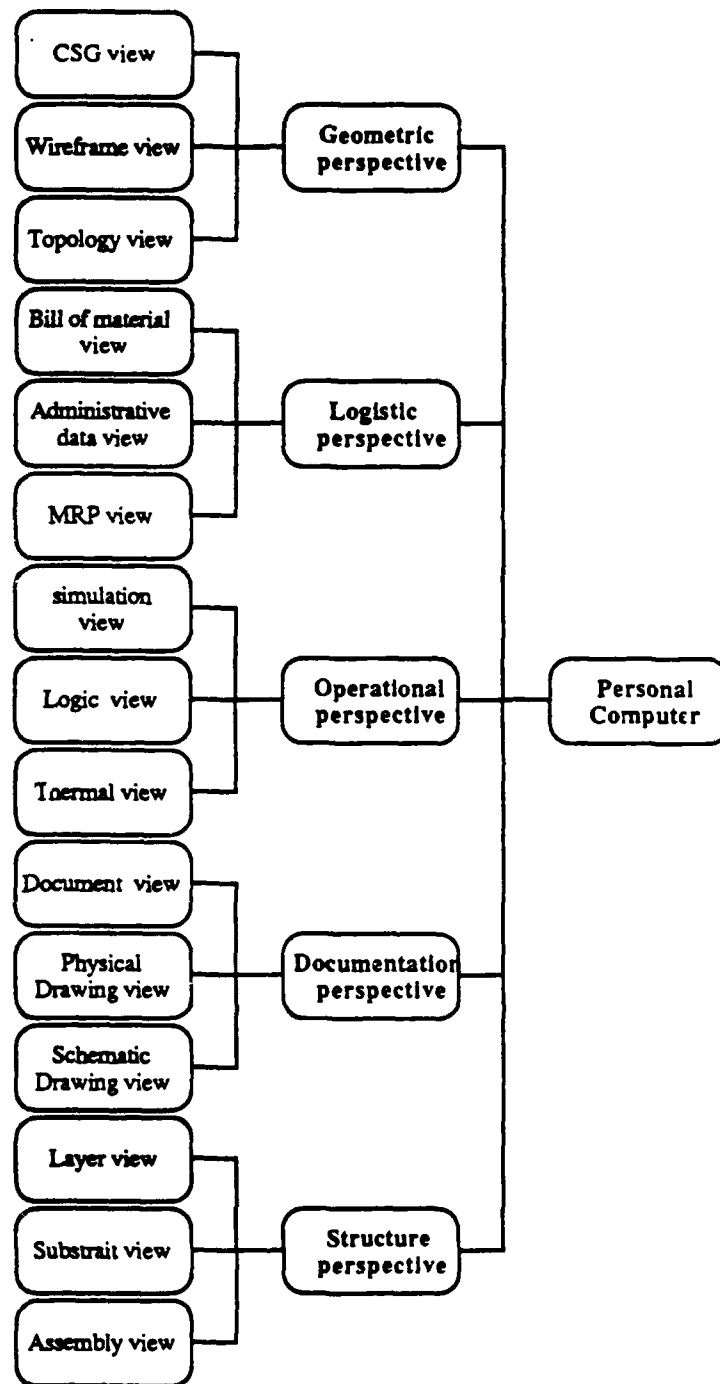 CSG view
Wireframe view
Topology view
Geometric
perspective
Bill of material
view
Administrative
data view
MRP view
Logistic
perspective
simulation
view
Logic view
Thermal view
Operational
perspective
Personal
Computer
Document view
Physical
Drawing view
Schematic
Drawing view
Documentation
perspective
Layer view
Substrait view
Assembly view
Structure
perspective